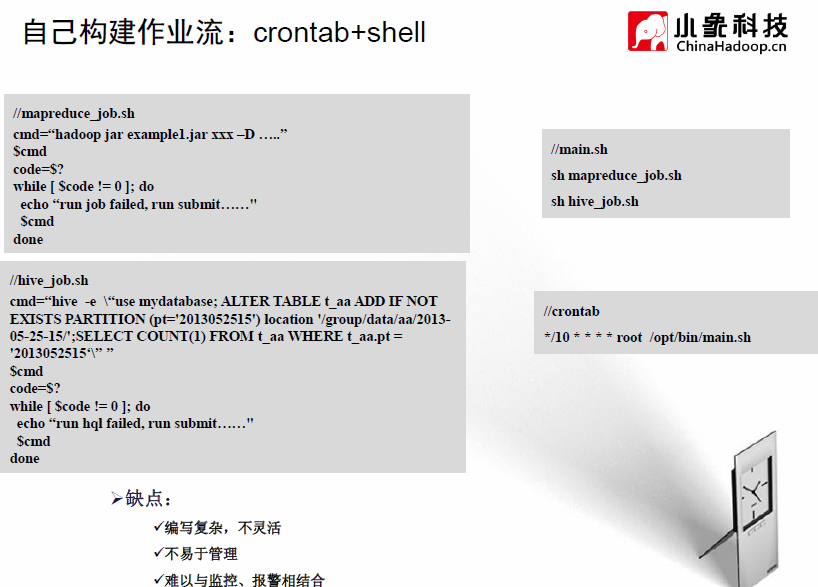 自己构建作业流：crontab+shell
小象科技
ChinaHadoop.cn
//mapreduce_job.sh
cmd=“hadoop jar example1.jar xxx –D …..”
$cmd
code=$?
while [ $code != 0 ]; do
echo “run job failed, run submit……"
$cmd
done
//hive_job.sh
cmd=“hive -e \“use mydatabase; ALTER TABLE t_aa ADD IF NOT
EXISTS PARTITION (pt='2013052515') location '/group/data/aa/2013-
05-25-15/';SELECT COUNT(1) FROM t_aa WHERE t_aa.pt =
'2013052515‘\” ”
$cmd
code=$?
while [ $code != 0 ]; do
echo “run hql failed, run submit……"
$cmd
done
//main.sh
sh mapreduce_job.sh
sh hive_job.sh
//crontab
*/10 * * * * root /opt/bin/main.sh
➢缺点：
✓编写复杂，不灵活
✓不易于管理
✓难以与监控、报警相结合